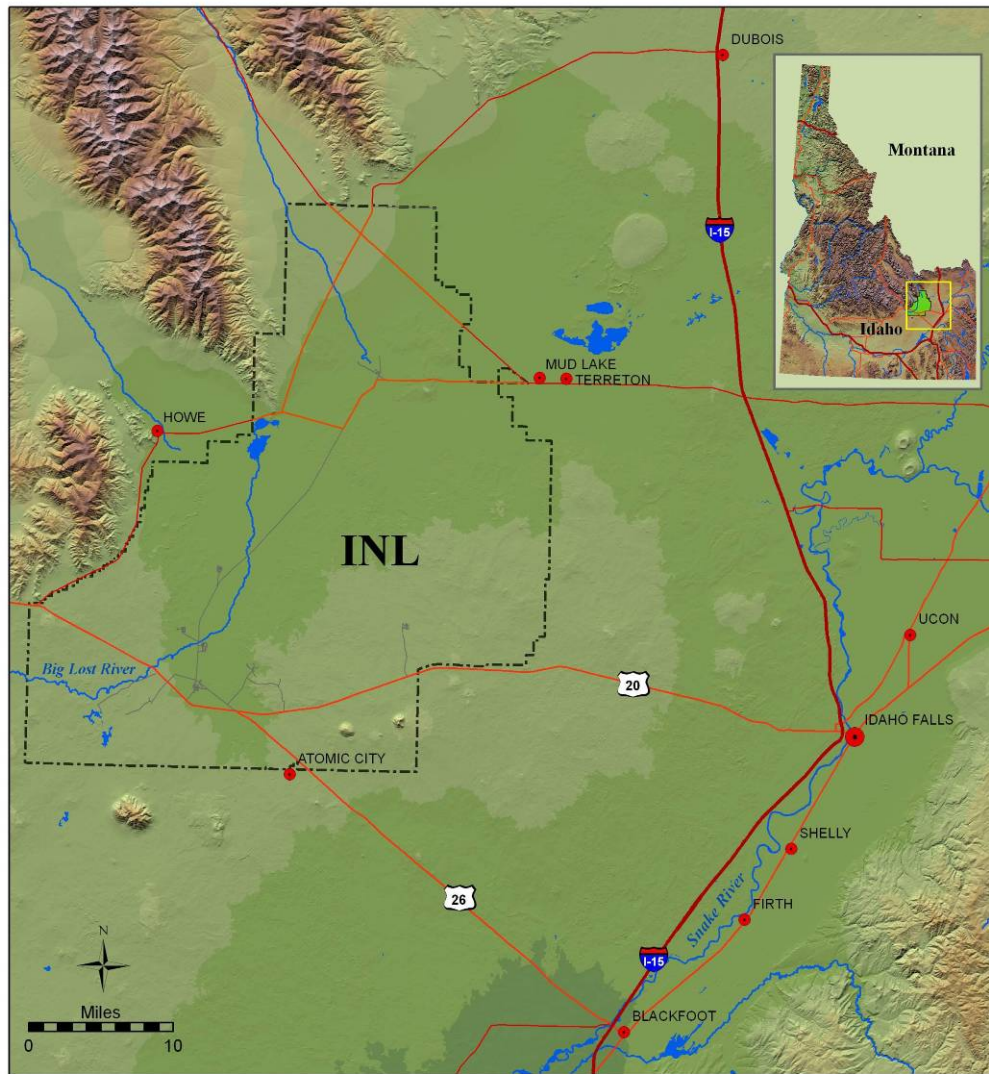 DUBOIS
Montana
I-15
Idaho
MUD LAKE
TERRETON
HOWE
INL
UCON
Big Lost River
20
IDAHO FALLS
ATOMIC CITY
SHELLY
26
Snake River
FIRTH
N
I-15
Miles
BLACKFOOT
0 10